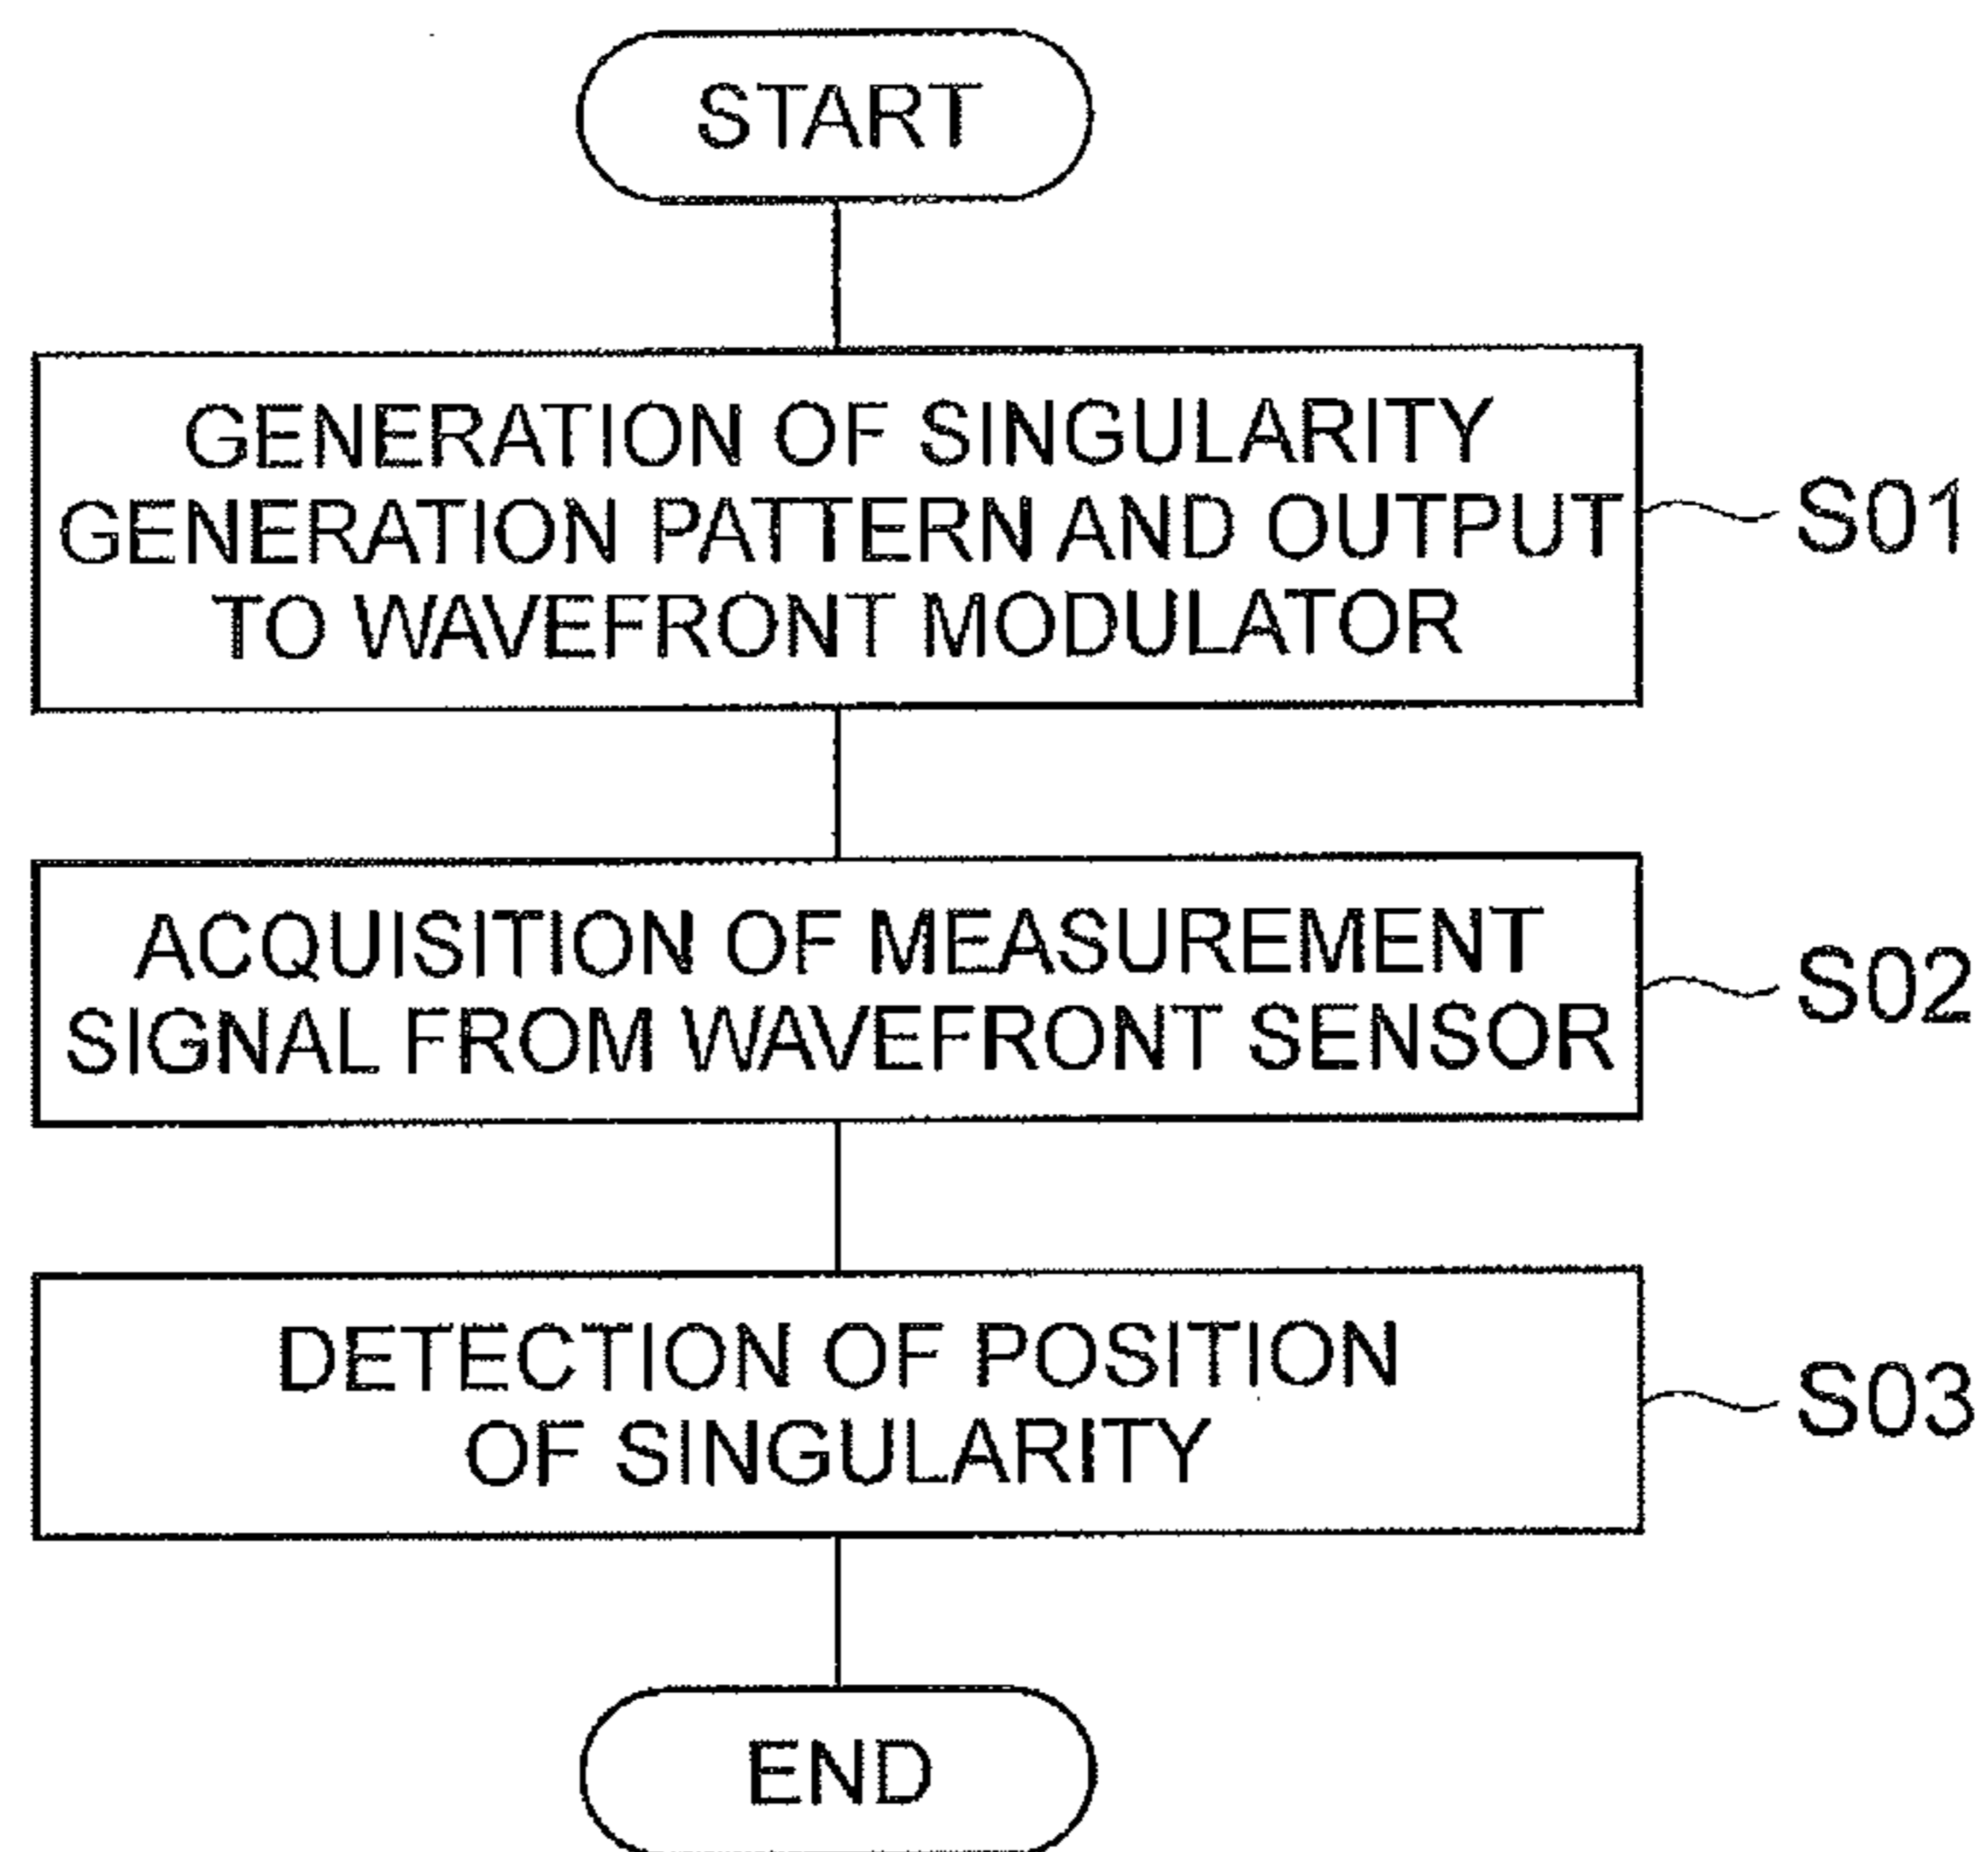 START
GENERATION OF SINGULARITY
GENERATION PATTERN AND OUTPUT
TO WAVEFRONT MODULATOR
S01
ACQUISITION OF MEASUREMENT
SIGNAL FROM WAVEFRONT SENSOR
S02
DETECTION OF POSITION
OF SINGULARITY
S03
END